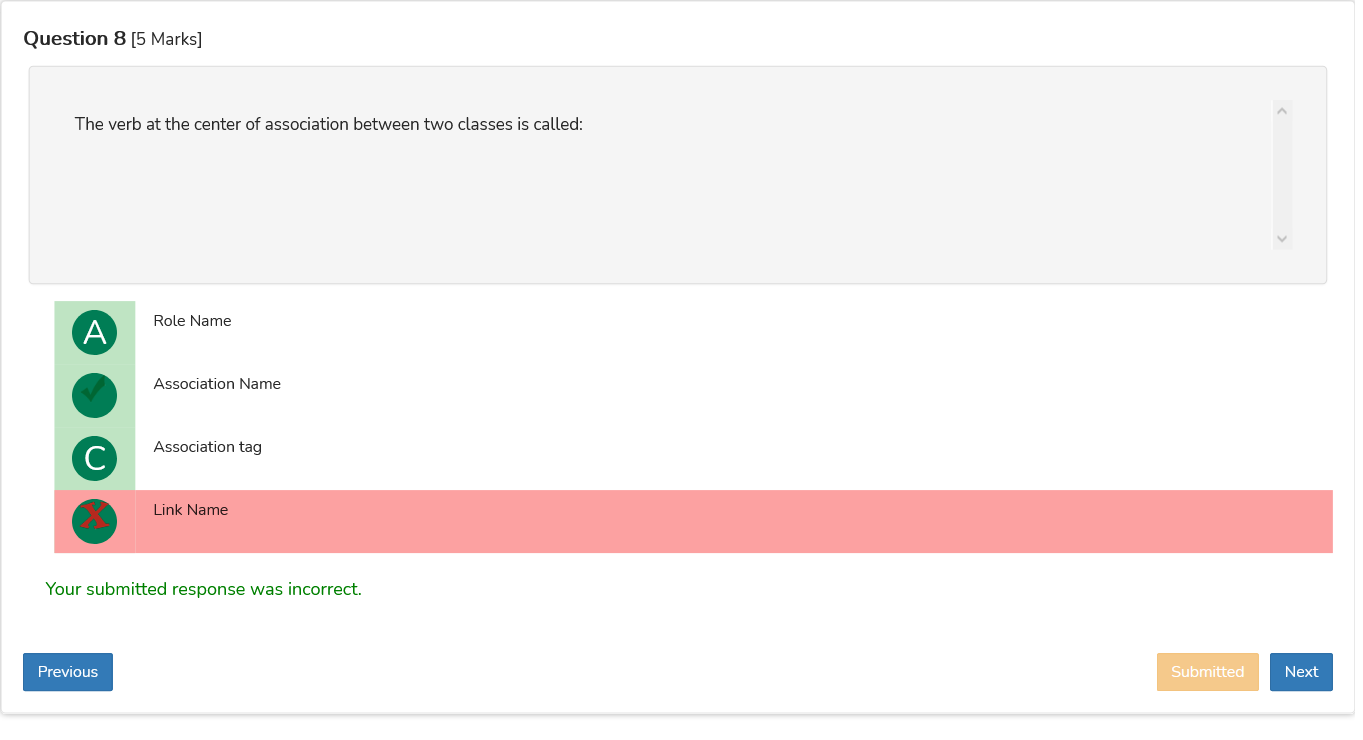 Question 8 [5 Marks]
The verb at the center of association between two classes is called:
A Role Name
Association Name
C Association tag
X Link Name
Your submitted response was incorrect.
Previous
Submitted
Next